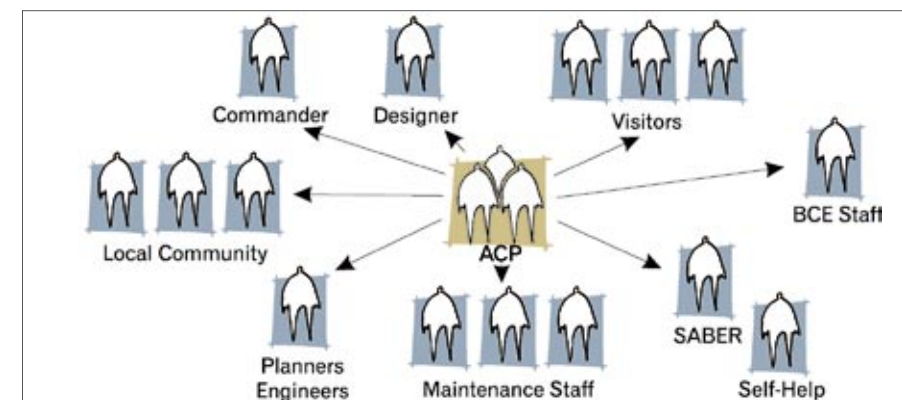 Commander
Designer
Visitors
BCE Staff
Local Community
ACP
SABER
Planners
Engineers
Maintenance Staff
Self-Help